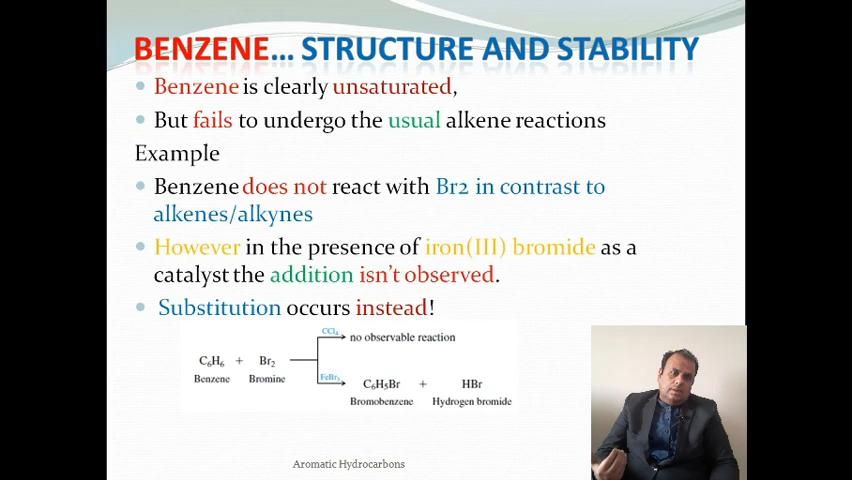 BENZENE... STRUCTURE AND STABILITY
Benzene is clearly unsaturated,
But fails to undergo the usual alkene reactions
Example
Benzene does not react with Br2 in contrast to
alkenes/alkynes
However in the presence of iron(III) bromide as a
catalyst the addition isn't observed.
Substitution occurs instead!
CCl₄
no observable reaction
C₆H₆ + Br₂
Benzene Bromine
FeBr₃
C₆H₅Br + HBr
Bromobenzene Hydrogen bromide
Aromatic Hydrocarbons